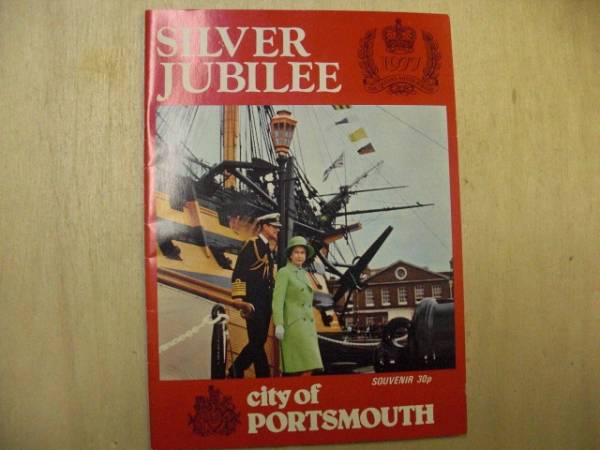 SILVER
JUBILEE
1977
SOUVENIR 30p
city of
PORTSMOUTH